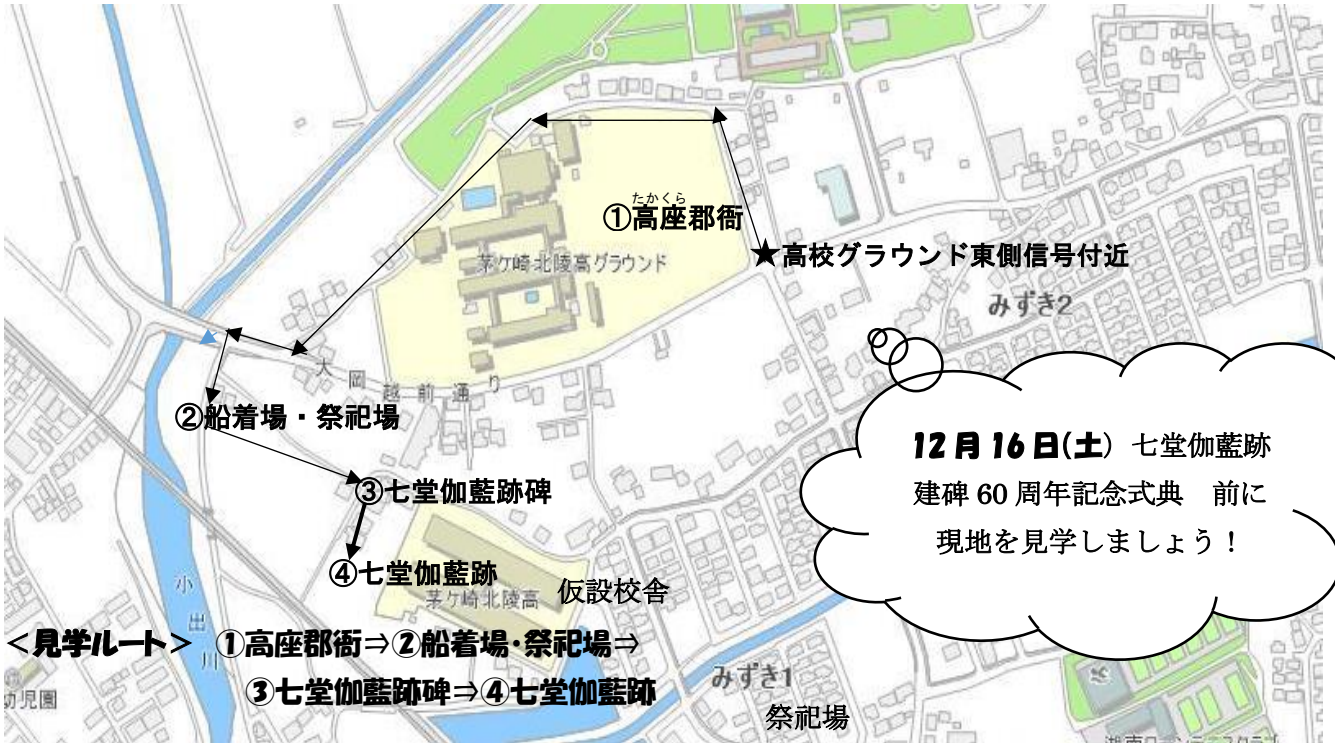 たかくら
①高座郡衙
★高校グラウンド東側信号付近
茅ケ崎北陵高グラウンド
みずき2
大岡越前通り
②船着場・祭祀場
12月16日(土) 七堂伽藍跡
建碑60周年記念式典 前に
現地を見学しましょう！
③七堂伽藍跡碑
④七堂伽藍跡
仮設校舎
茅ケ崎北陵高
小出川
＜見学ルート＞ ①高座郡衙⇒②船着場・祭祀場⇒
③七堂伽藍跡碑⇒④七堂伽藍跡
みずき1
祭祀場
幼児園